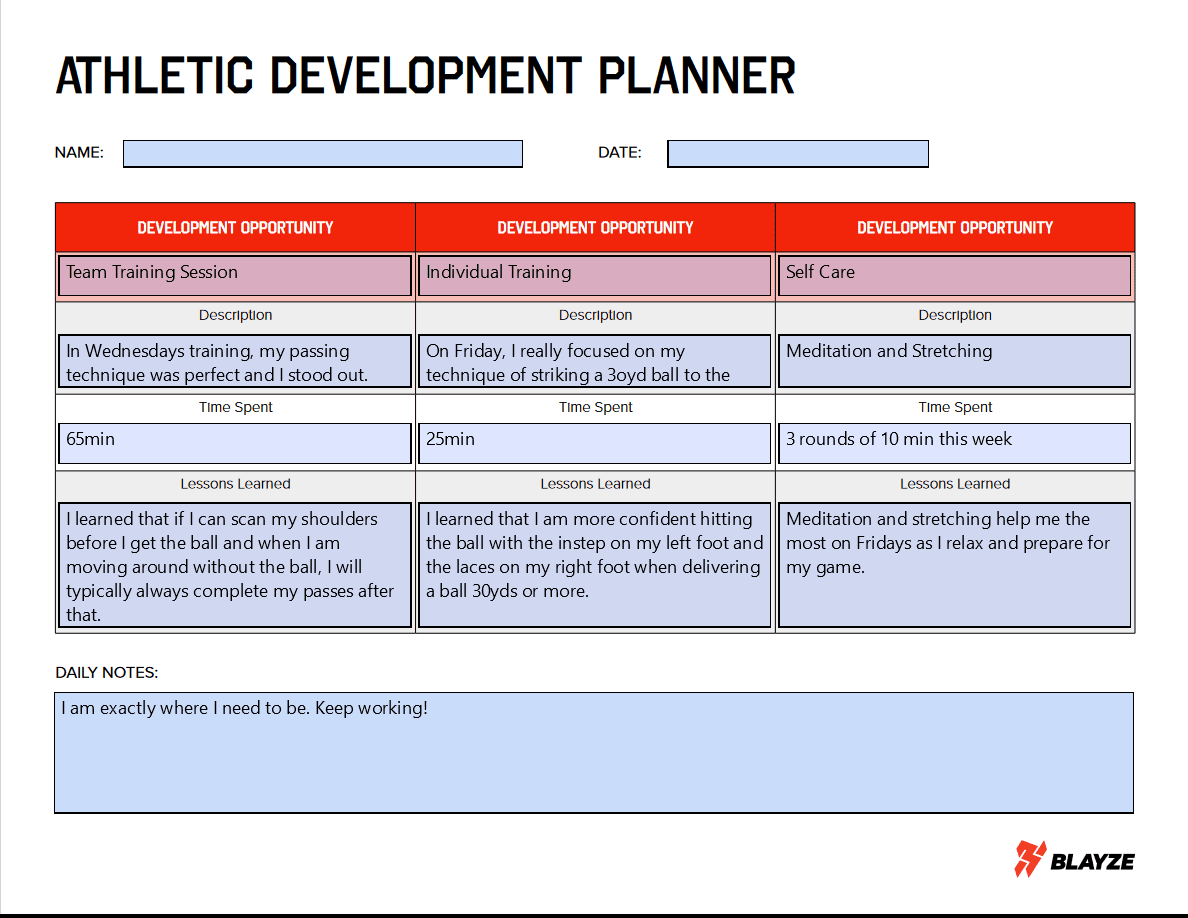 ATHLETIC DEVELOPMENT PLANNER
NAME:
DATE:
DEVELOPMENT OPPORTUNITY
DEVELOPMENT OPPORTUNITY
DEVELOPMENT OPPORTUNITY
Team Training Session
Individual Training
Self Care
Description
Description
Description
In Wednesdays training, my passing
technique was perfect and I stood out.
On Friday, I really focused on my
technique of striking a 3oyd ball to the
Meditation and Stretching
Time Spent
Time Spent
Time Spent
65min
25min
3 rounds of 10 min this week
Lessons Learned
Lessons Learned
Lessons Learned
I learned that if I can scan my shoulders
before I get the ball and when I am
moving around without the ball, I will
typically always complete my passes after
that.
I learned that I am more confident hitting
the ball with the instep on my left foot and
the laces on my right foot when delivering
a ball 30yds or more.
Meditation and stretching help me the
most on Fridays as I relax and prepare for
my game.
DAILY NOTES:
I am exactly where I need to be. Keep working!
BLAYZE